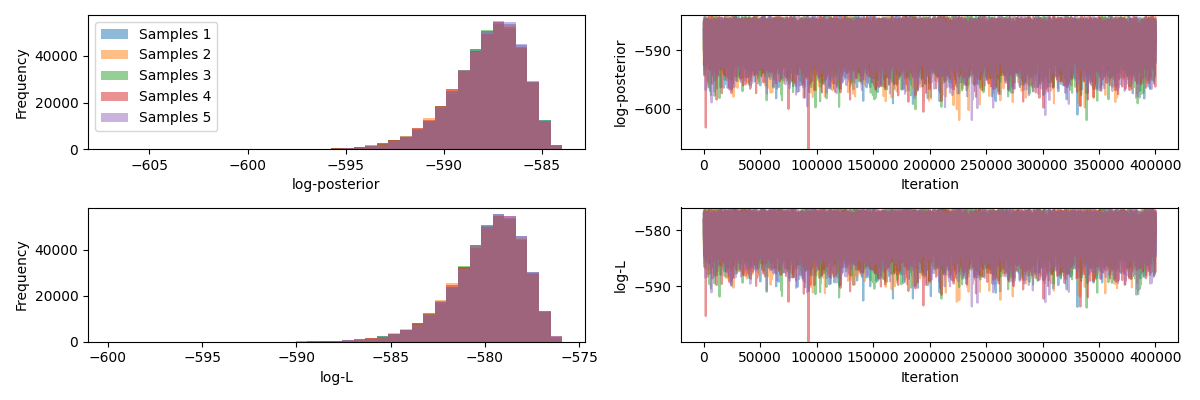 Frequency
40000
20000
0
Samples 1
Samples 2
Samples 3
Samples 4
Samples 5
−605 −600 −595 −590 −585
log-posterior
log-posterior
−590
−600
0 50000 100000 150000 200000 250000 300000 350000 400000
Iteration
Frequency
40000
20000
0
−600 −595 −590 −585 −580 −575
log-L
log-L
−580
−590
0 50000 100000 150000 200000 250000 300000 350000 400000
Iteration